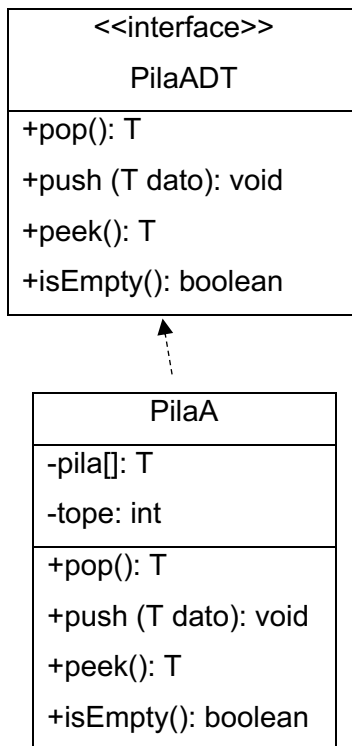 <<interface>>
PilaADT
+pop(): T
+push (T dato): void
+peek(): T
+isEmpty(): boolean
PilaA
-pila[]: T
-tope: int
+pop(): T
+push (T dato): void
+peek(): T
+isEmpty(): boolean